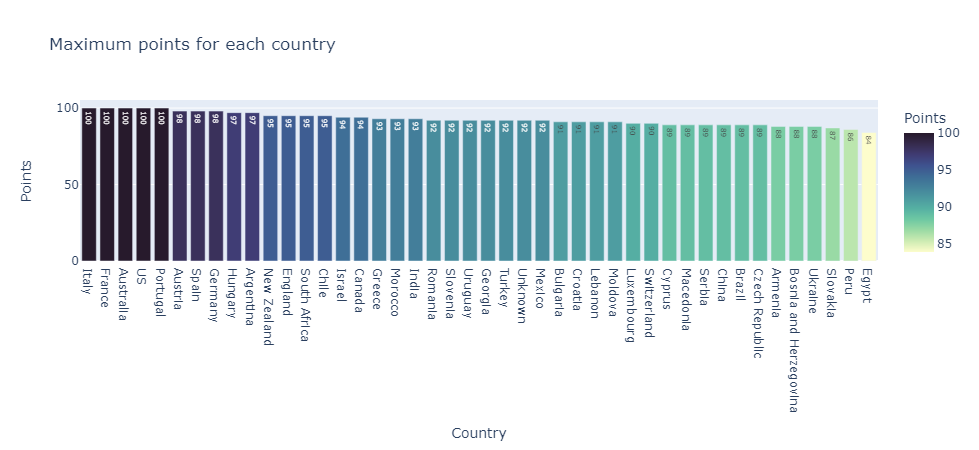 Maximum points for each country
Points
100
50
0
100 100 100 100 100 98 98 98 97 97 95 95 95 95 94 94 93 93 93 92 92 92 92 92 92 92 91 91 91 91 90 90 89 89 89 89 89 89 88 88 88 87 86 84
Italy
France
Australia
US
Portugal
Austria
Spain
Germany
Hungary
Argentina
New Zealand
England
South Africa
Chile
Israel
Canada
Greece
Morocco
India
Romania
Slovenia
Uruguay
Georgia
Turkey
Unknown
Mexico
Bulgaria
Croatia
Lebanon
Moldova
Luxembourg
Switzerland
Cyprus
Macedonia
Serbia
China
Brazil
Czech Republic
Armenia
Bosnia and Herzegovina
Ukraine
Slovakia
Peru
Egypt
Country
Points
100
95
90
85